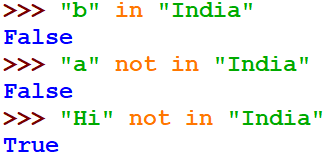 >>> "b" in "India"
False
>>> "a" not in "India"
False
>>> "Hi" not in "India"
True